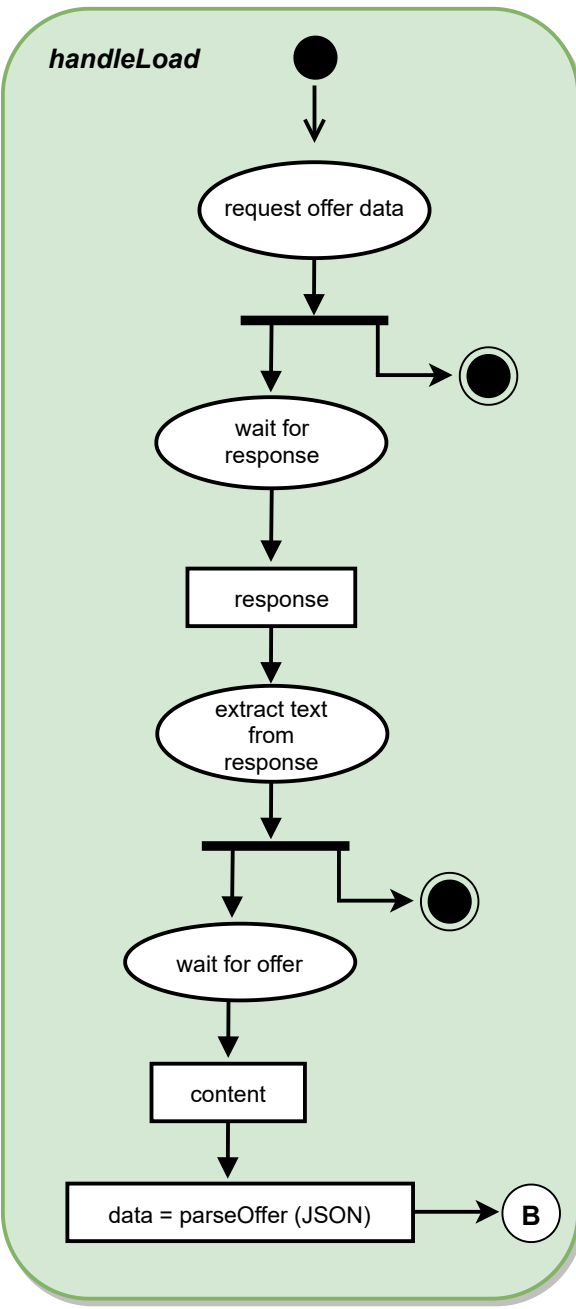 handleLoad
request offer data
wait for
response
response
extract text
from
response
wait for offer
content
data = parseOffer (JSON)
B